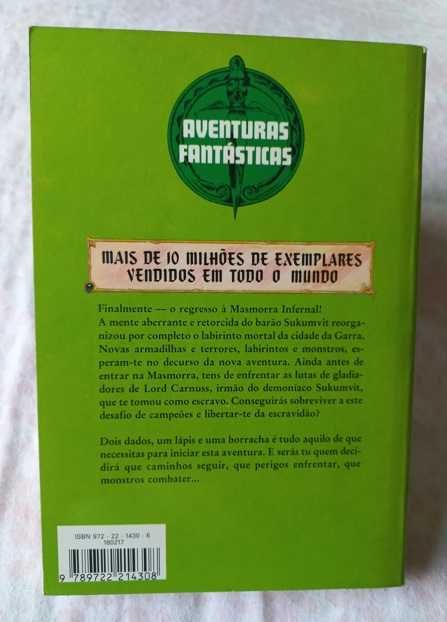 AVENTURAS
FANTÁSTICAS
MAIS DE 10 MILHÕES DE EXEMPLARES
VENDIDOS EM TODO O MUNDO
Finalmente — o regresso à Masmorra Infernal!
A mente aberrante e retorcida do barão Sukumvit reorga-
nizou por completo o labirinto mortal da cidade da Garra.
Novas armadilhas e terrores, labirintos e monstros, es-
peram-te no decurso da nova aventura. Ainda antes de
entrar na Masmorra, tens de enfrentar as lutas de gladia-
dores de Lord Carnuss, irmão do demoníaco Sukumvit,
que te tomou como escravo. Conseguirás sobreviver a este
desafio de campeões e libertar-te da escravidão?
Dois dados, um lápis e uma borracha é tudo aquilo de que
necessitas para iniciar esta aventura. E serás tu quem deci-
dirá que caminhos seguir, que perigos enfrentar, que
monstros combater...
ISBN 972 - 22 - 1430 - 6
160217
9 789722 214308